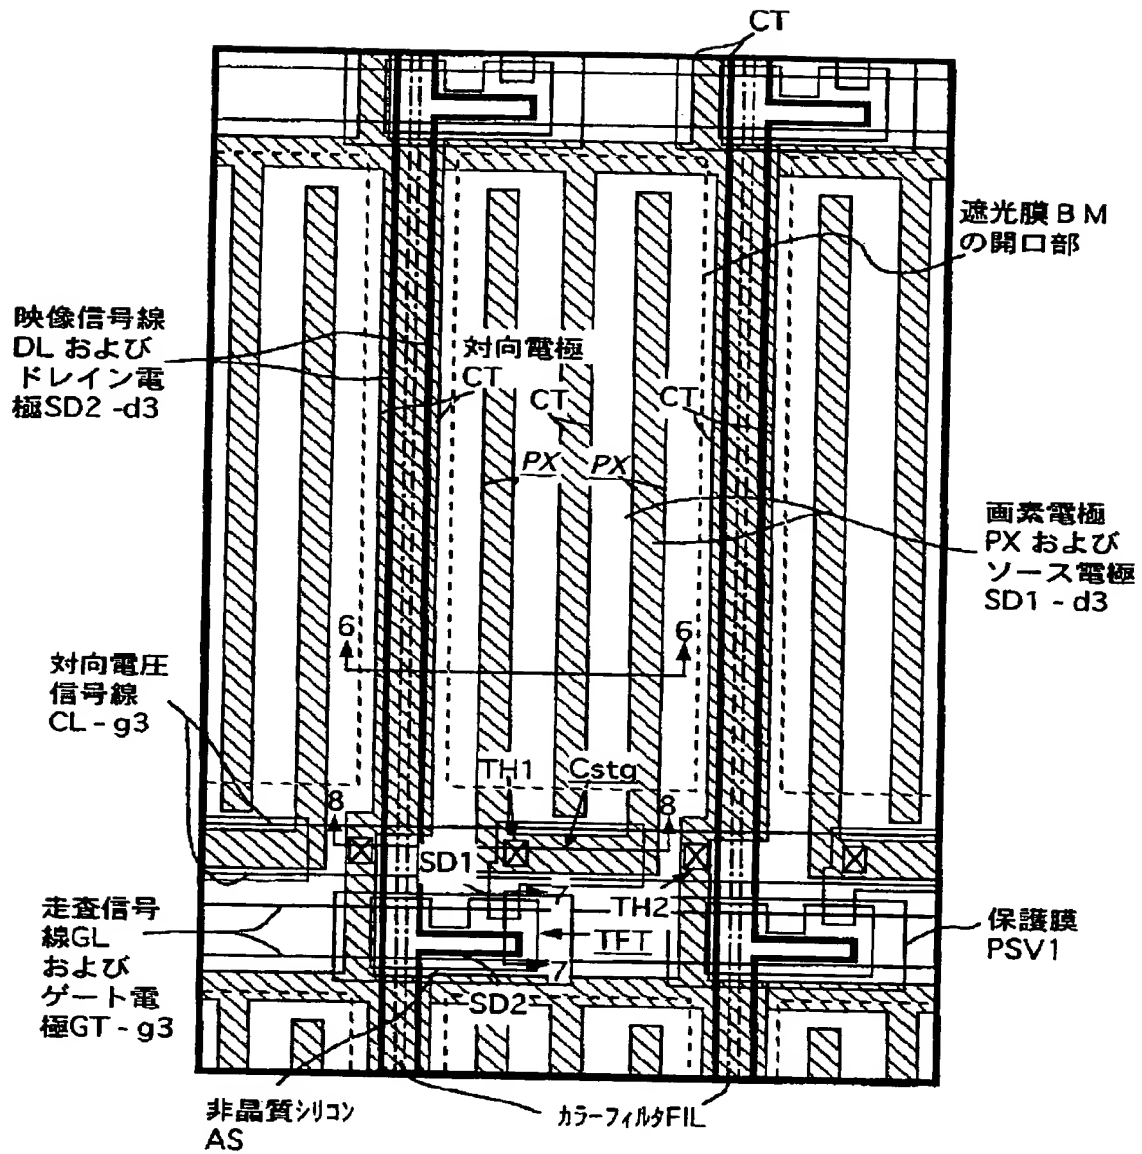 CT
遮光膜BM
の開口部
映像信号線
DL および
ドレイン電
極SD2 -d3
対向電極
CT
CT
CT
PX
PX
画素電極
PX および
ソース電極
SD1 - d3
6
6
対向電圧
信号線
CL - g3
TH1
Cstg
8
8
SD1
7
TH2
走査信号
線GL
および
ゲート電
極GT - g3
TFT
7
保護膜
PSV1
SD2
非晶質シリコン
AS
カラーフィルタFIL